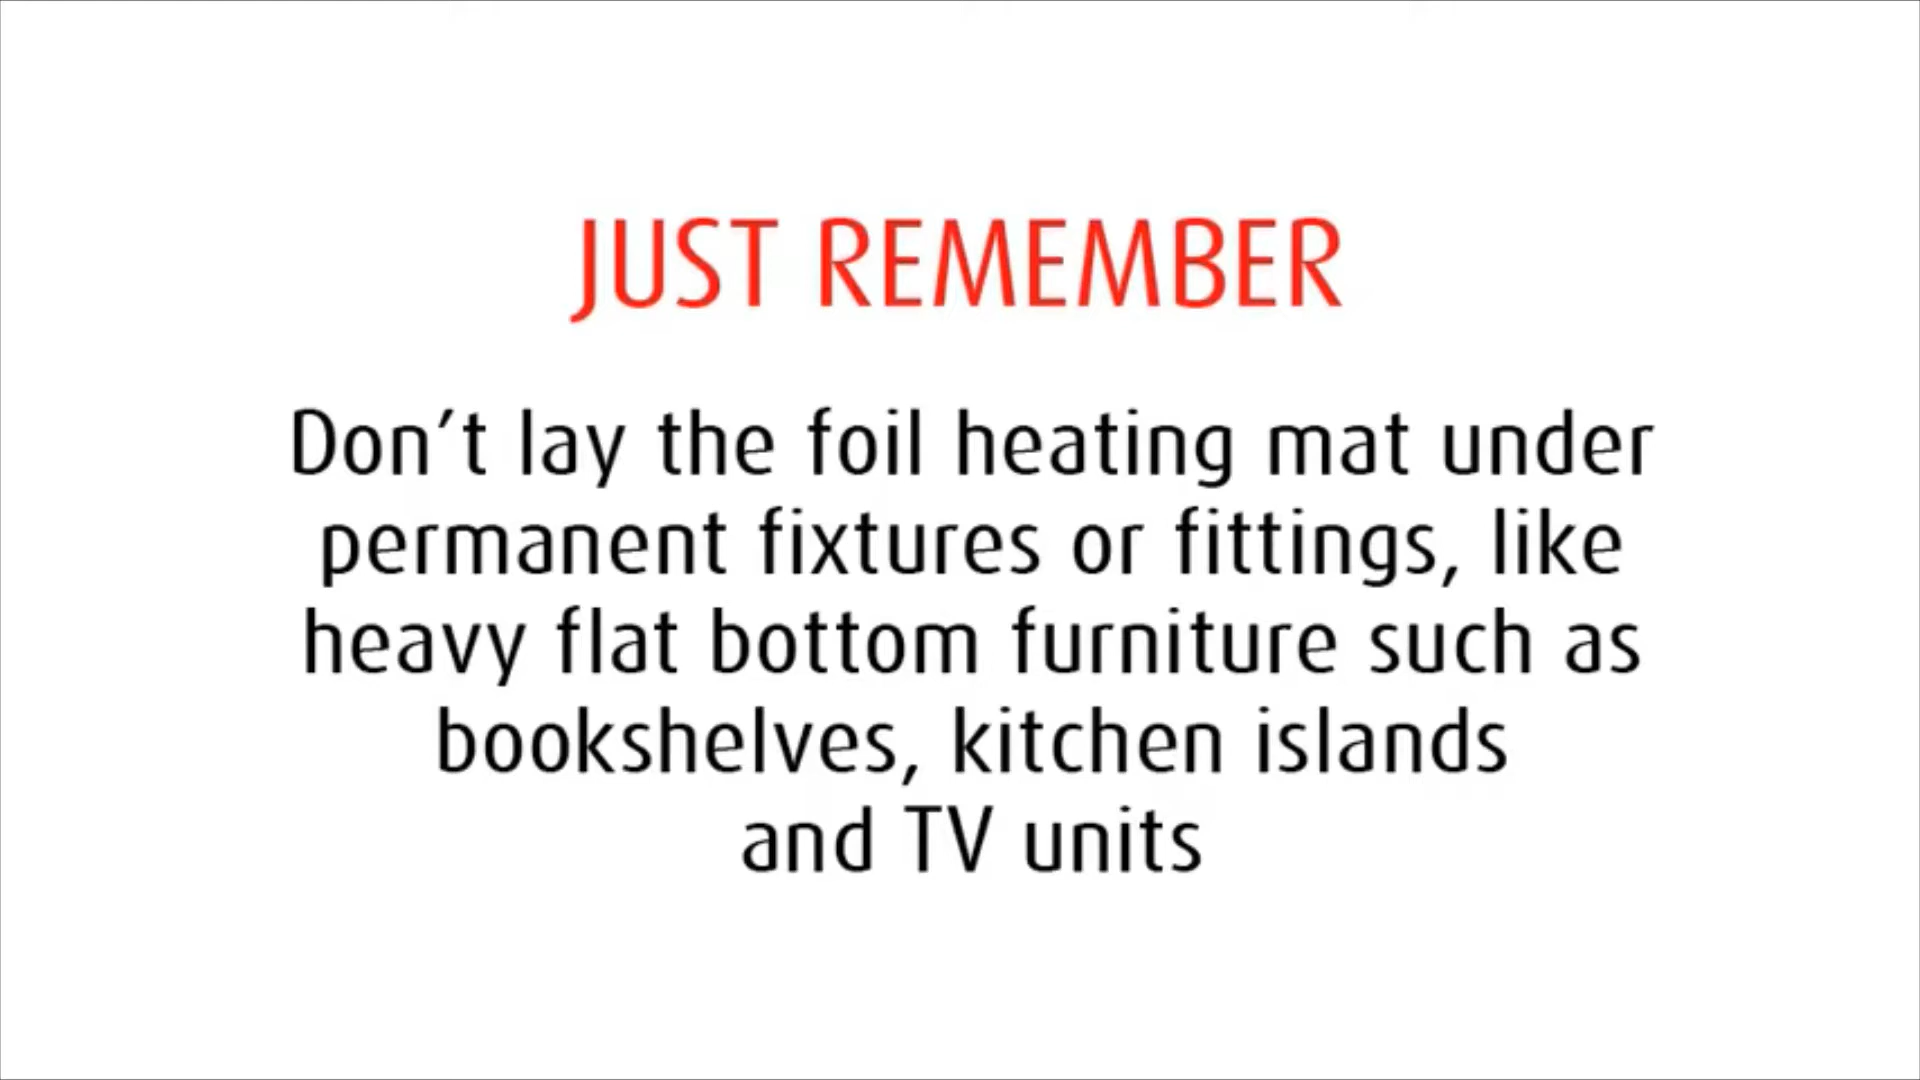 JUST REMEMBER
Don’t lay the foil heating mat under
permanent fixtures or fittings, like
heavy flat bottom furniture such as
bookshelves, kitchen islands
and TV units